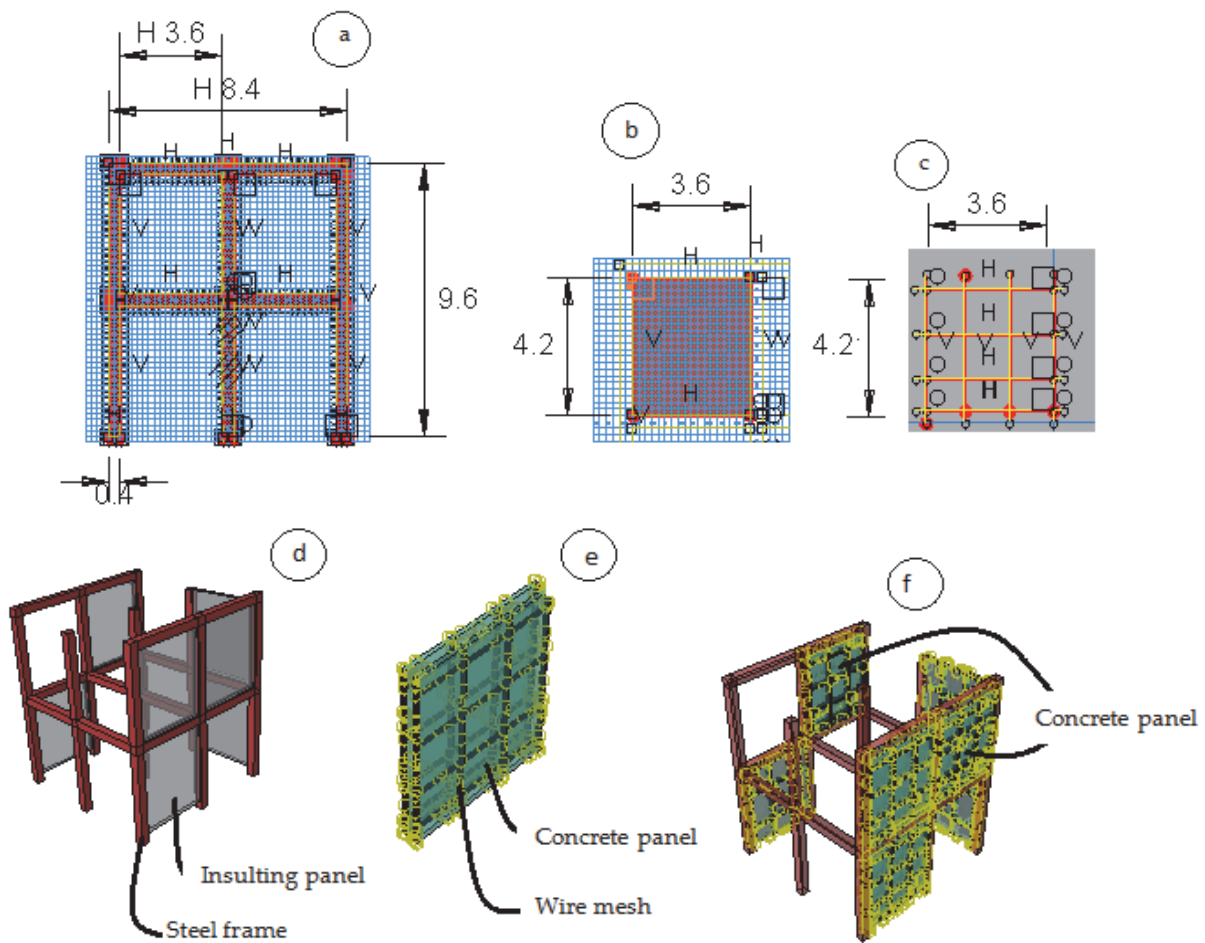 a
H 3.6
H 8.4
H
H
H
V
W
V
H
H
V
W
V
W
V
9.6
0.4
b
3.6
H
H
4.2
V
W
H
V
c
3.6
H
H
V V V V
H
H
4.2
d
Insulting panel
Steel frame
e
Concrete panel
Wire mesh
f
Concrete panel